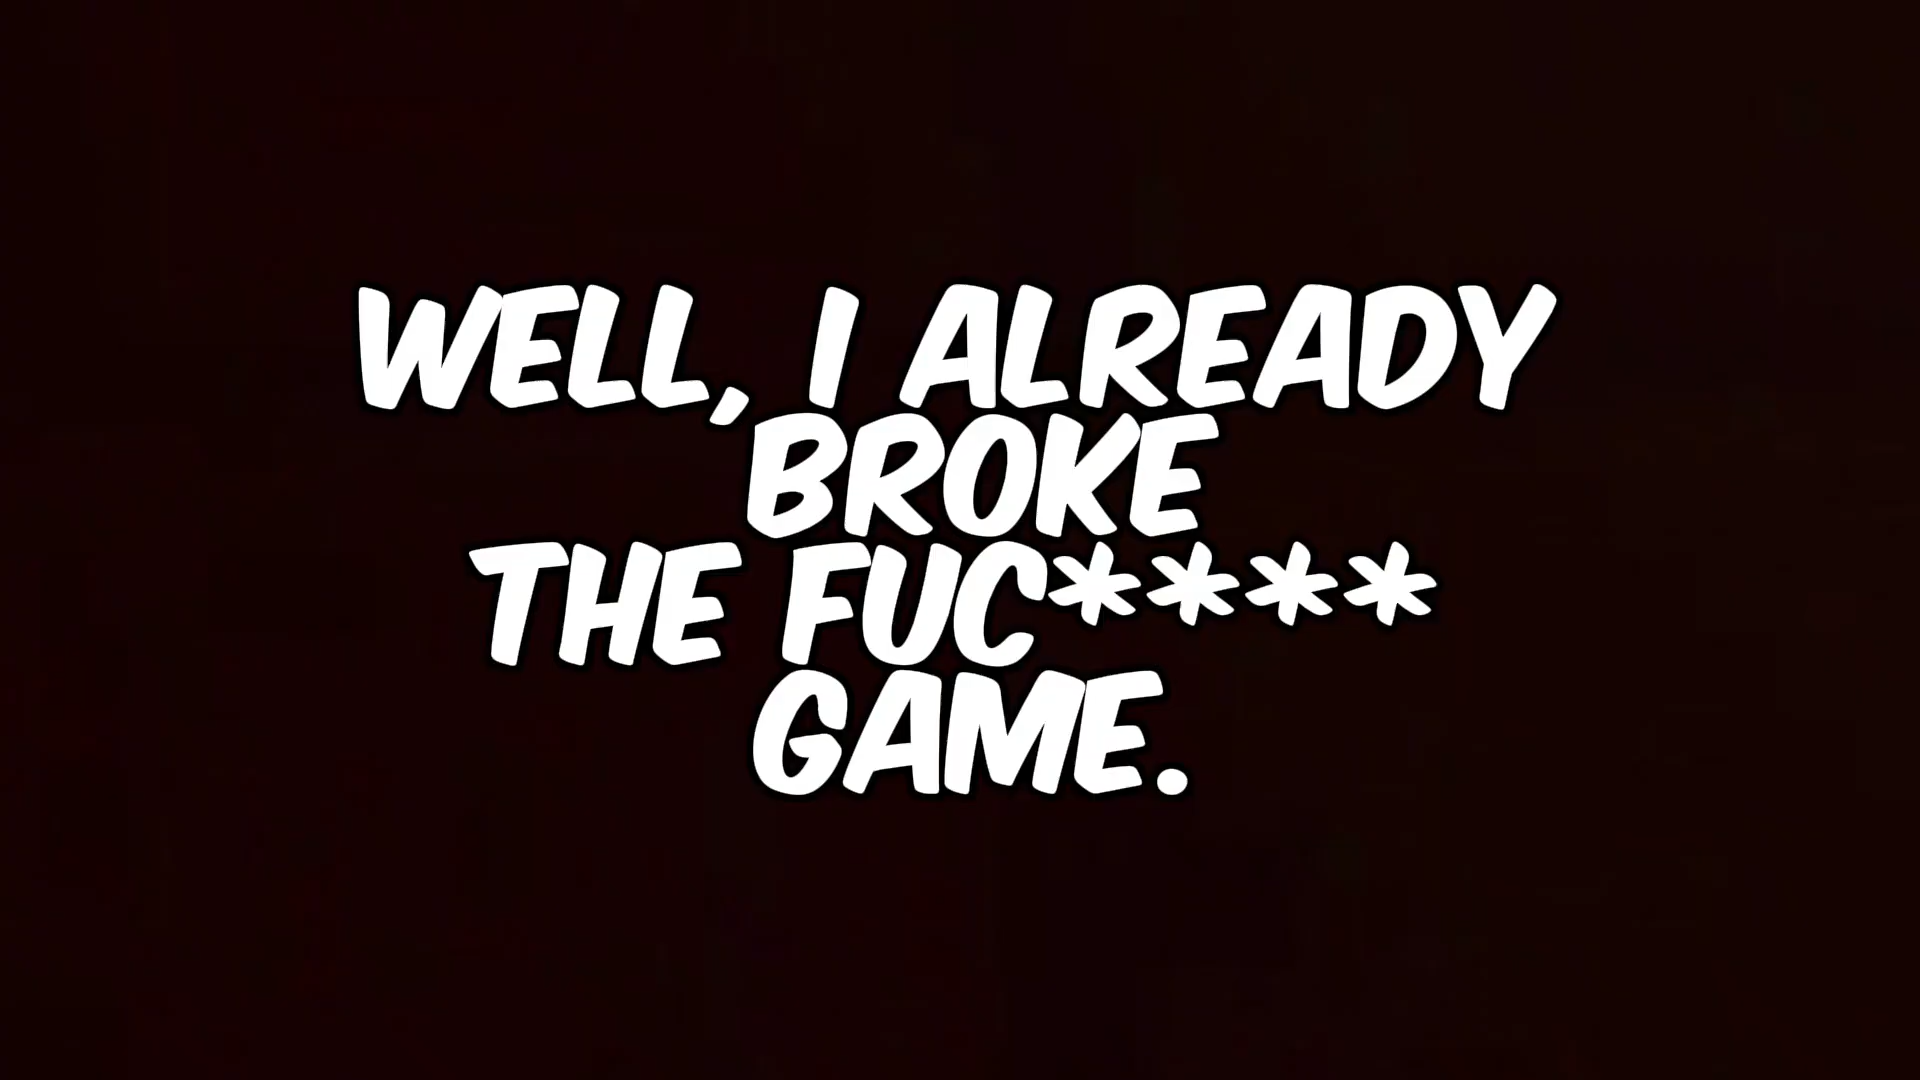 WELL, I ALREADY
BROKE
THE FUC****
GAME.